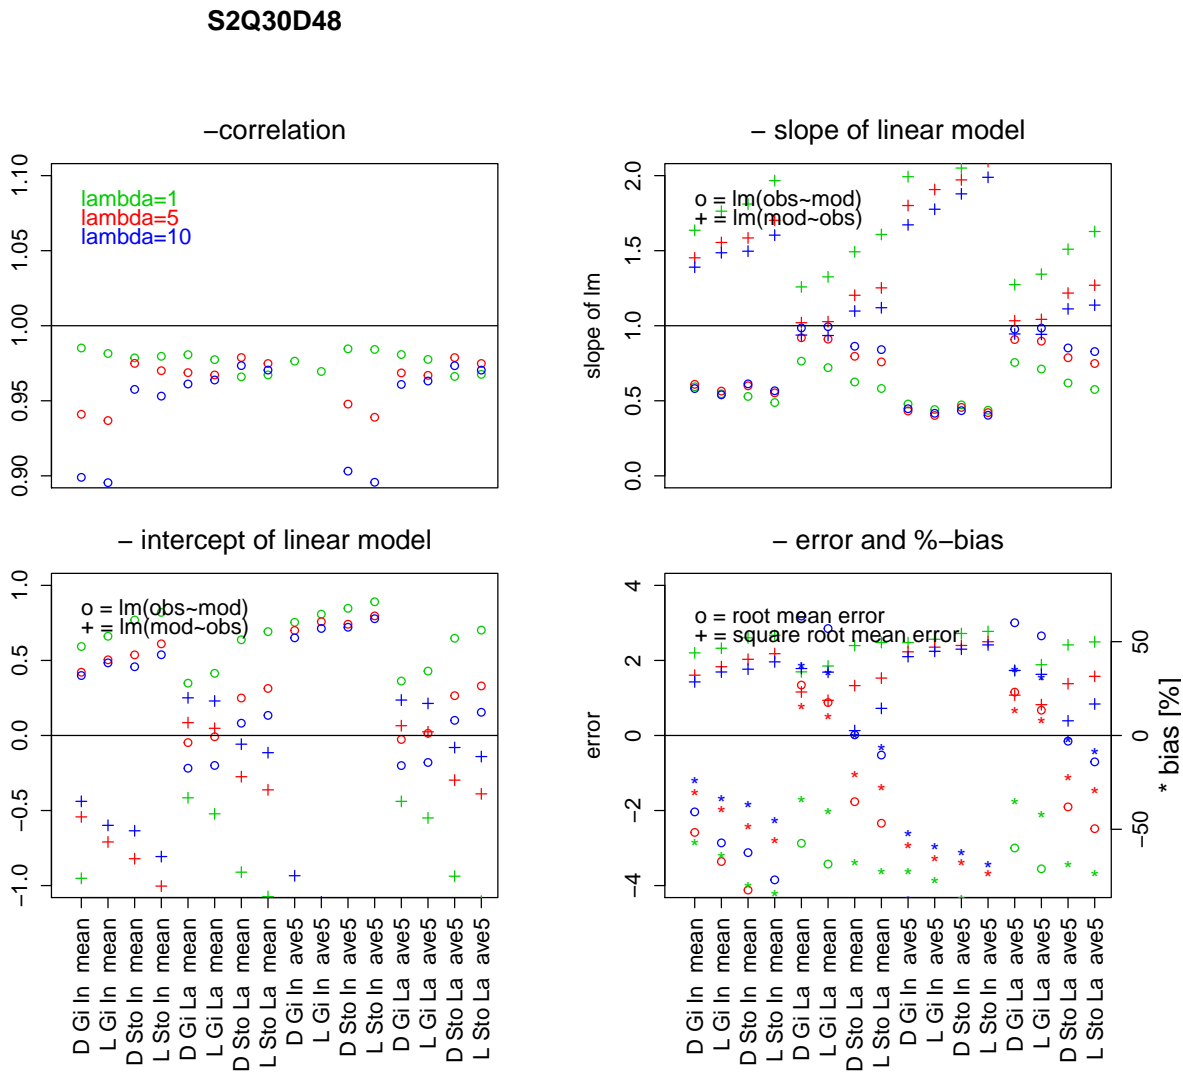 S2Q30D48
−correlation
1.10
1.05
1.00
0.95
0.90
lambda=1
lambda=5
lambda=10
− slope of linear model
slope of lm
2.0
1.5
1.0
0.5
0.0
o = lm(obs~mod)
+ = lm(mod~obs)
− intercept of linear model
1.0
0.5
0.0
−0.5
−1.0
o = lm(obs~mod)
+ = lm(mod~obs)
D Gi In mean
L Gi In mean
D Sto In mean
L Sto In mean
D Gi La mean
L Gi La mean
D Sto La mean
L Sto La mean
D Gi In ave5
L Gi In ave5
D Sto In ave5
L Sto In ave5
D Gi La ave5
L Gi La ave5
D Sto La ave5
L Sto La ave5
− error and %−bias
error
4
2
0
−2
−4
o = root mean error
+ = square root mean error
50
0
−50
* bias [%]
D Gi In mean
L Gi In mean
D Sto In mean
L Sto In mean
D Gi La mean
L Gi La mean
D Sto La mean
L Sto La mean
D Gi In ave5
L Gi In ave5
D Sto In ave5
L Sto In ave5
D Gi La ave5
L Gi La ave5
D Sto La ave5
L Sto La ave5